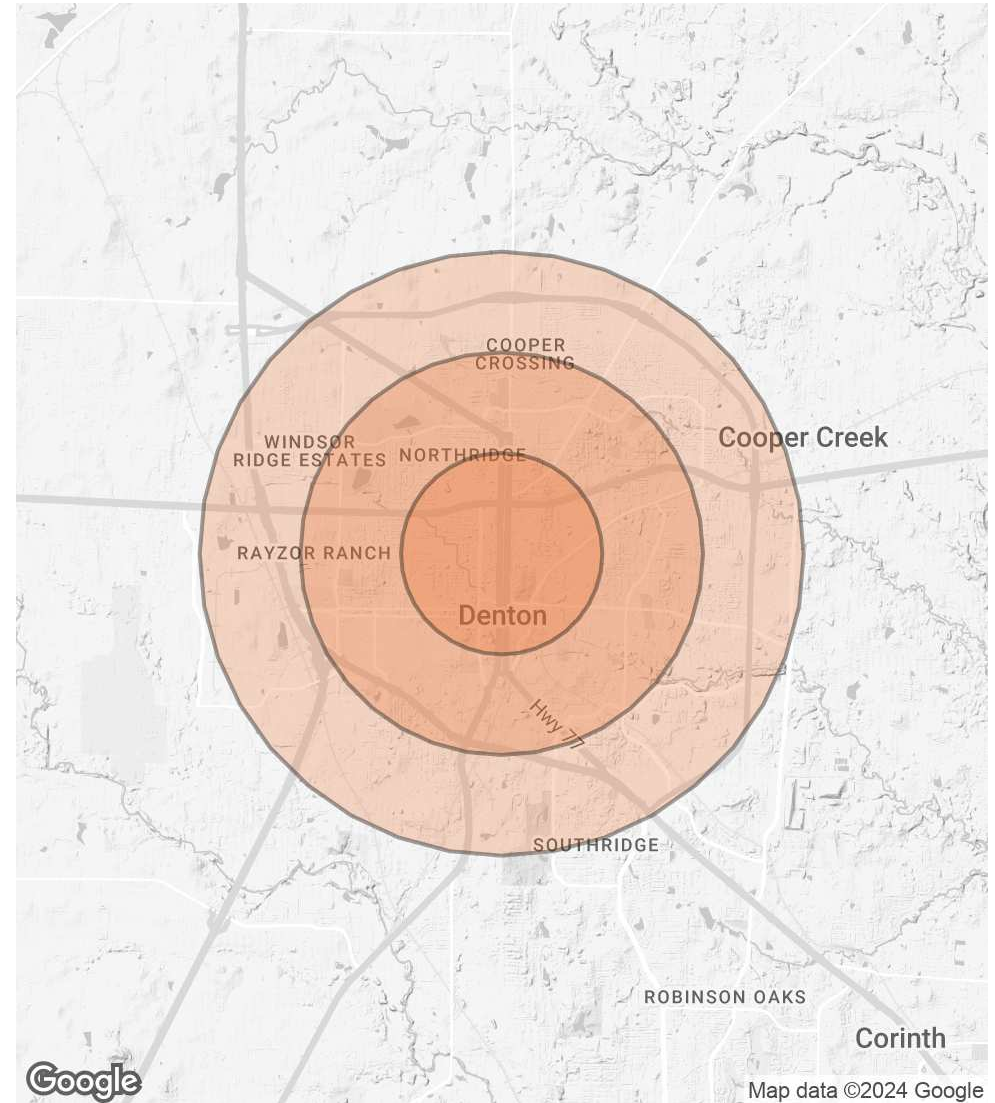 COOPER
CROSSING
Cooper Creek
WINDSOR
RIDGE ESTATES
NORTHRIDGE
RAYZOR RANCH
Denton
Hwy 77
SOUTHRIDGE
ROBINSON OAKS
Corinth
Google
Map data ©2024 Google